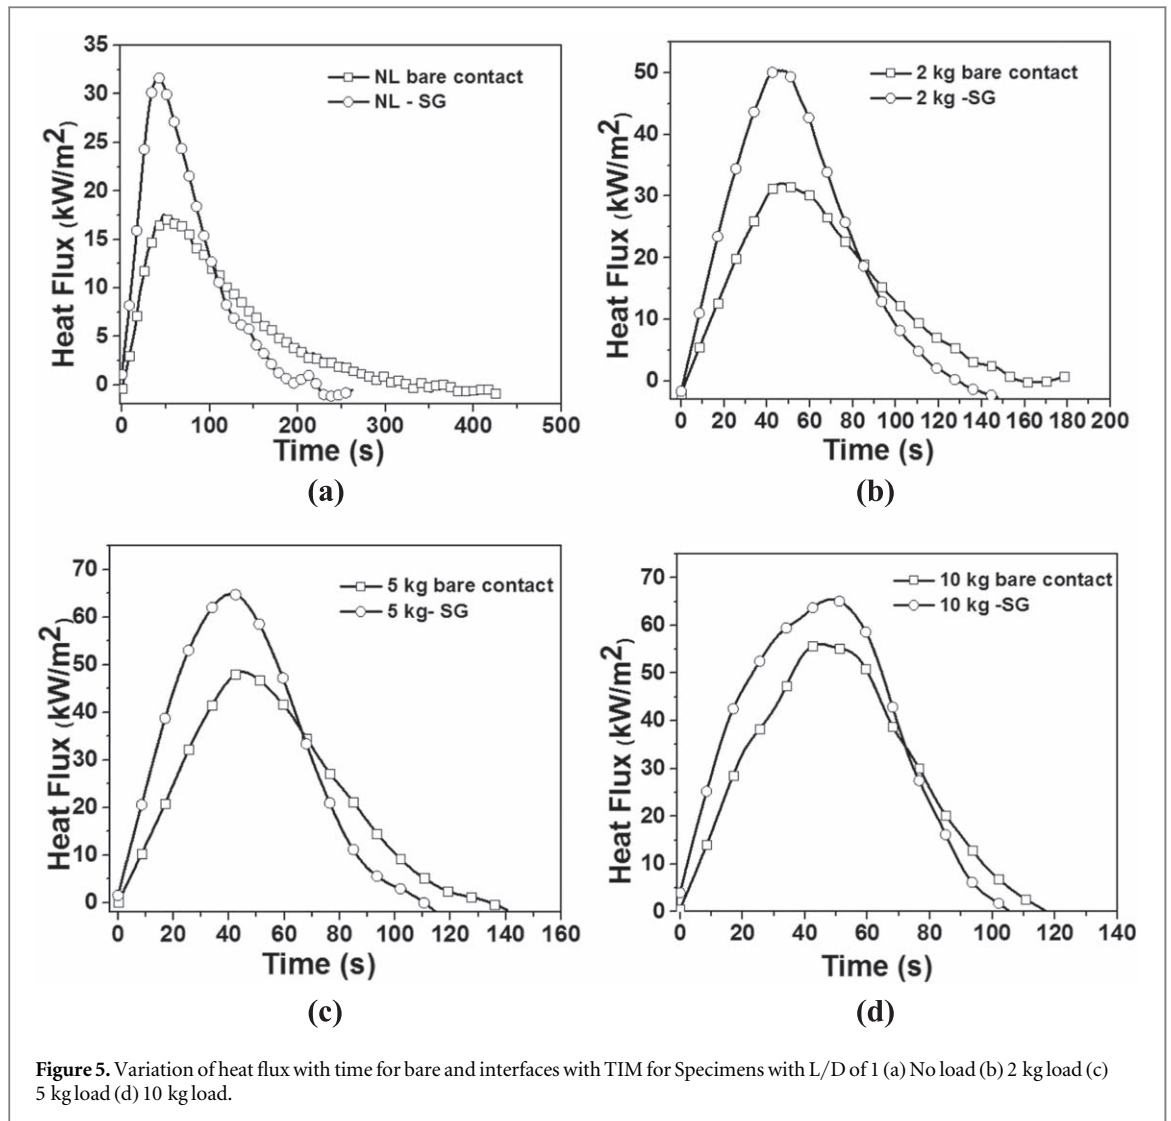 35
30
25
20
15
10
5
0
Heat Flux (kW/m2)
NL bare contact
NL - SG
0 100 200 300 400 500
Time (s)
(a)
50
40
30
20
10
0
Heat Flux (kW/m2)
2 kg bare contact
2 kg -SG
0 20 40 60 80 100 120 140 160 180 200
Time (s)
(b)
70
60
50
40
30
20
10
0
Heat Flux (kW/m2)
5 kg bare contact
5 kg- SG
0 20 40 60 80 100 120 140 160
Time (s)
(c)
70
60
50
40
30
20
10
0
Heat Flux (kW/m2)
10 kg bare contact
10 kg -SG
0 20 40 60 80 100 120 140
Time (s)
(d)
Figure 5. Variation of heat flux with time for bare and interfaces with TIM for Specimens with L/D of 1 (a) No load (b) 2 kg load (c)
5 kg load (d) 10 kg load.